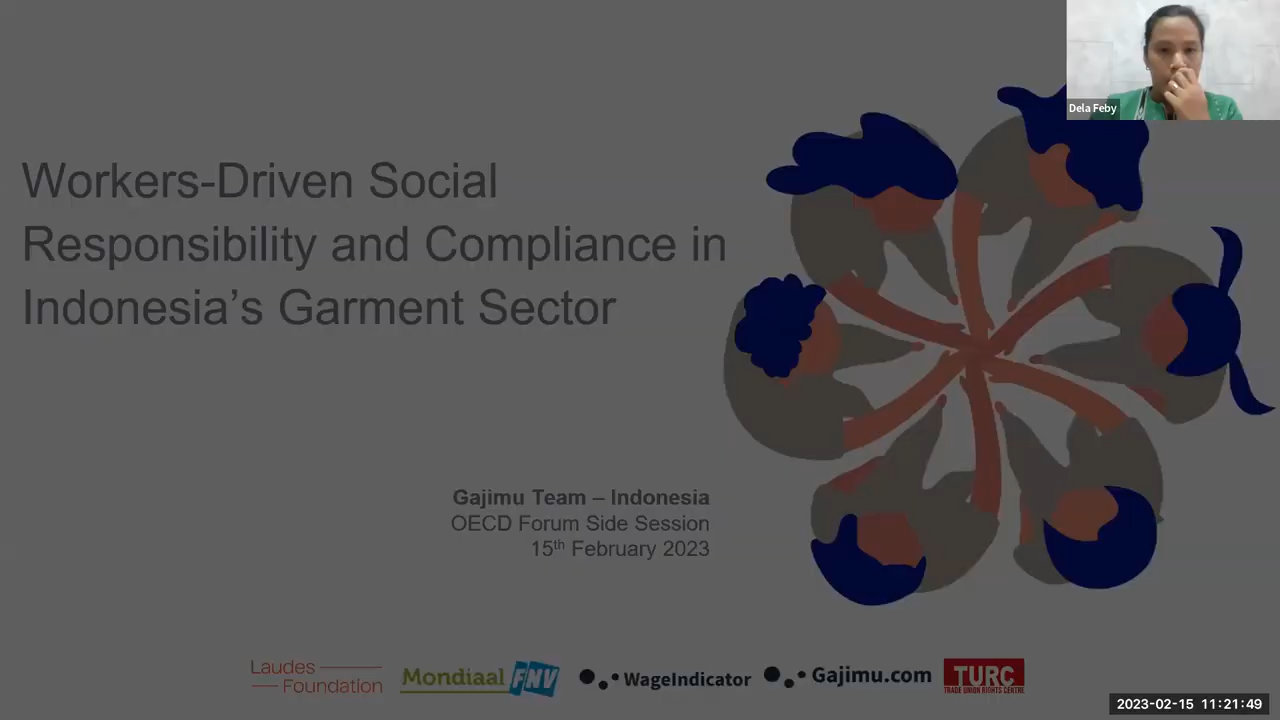 Dela Feby
Workers-Driven Social
Responsibility and Compliance in
Indonesia’s Garment Sector
Gajimu Team – Indonesia
OECD Forum Side Session
15th February 2023
Laudes
Foundation
Mondiaal FNV
WageIndicator
Gajimu.com
TURC
TRADE UNION RIGHTS CENTRE
2023-02-15 11:21:49